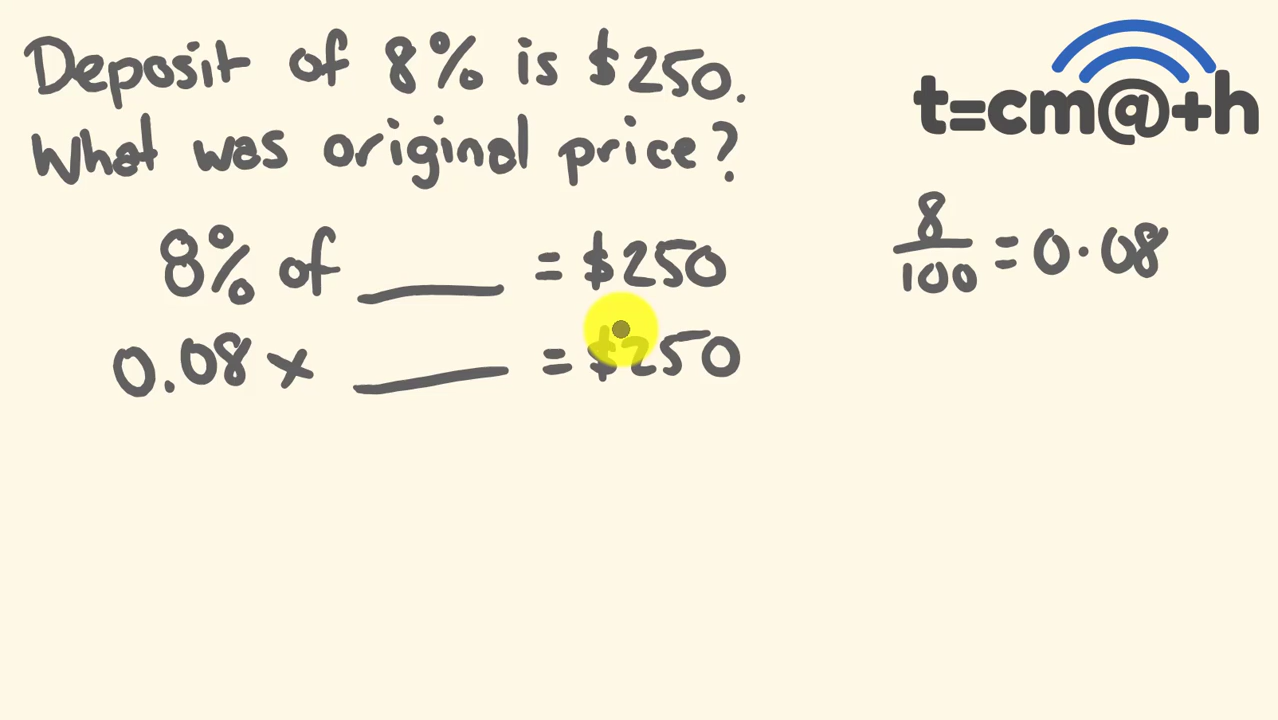 Deposit of 8% is $250.
What was original price?
t=cm@+h
8% of ____ = $250
8/100 = 0·08
0.08 x ____ = $250